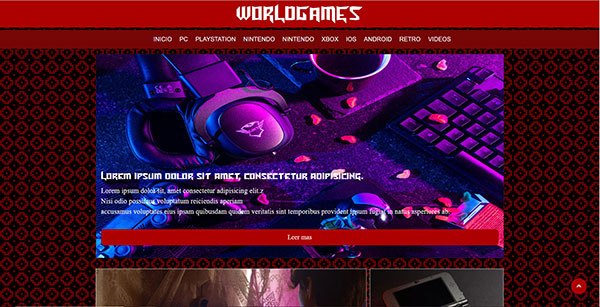 WORLDGAMES
INICIO PC PLAYSTATION NINTENDO NINTENDO XBOX IOS ANDROID RETRO VIDEOS
Lorem ipsum dolor sit amet, consectetur adipisicing.
Lorem ipsum dolor sit, amet consectetur adipisicing elit.z
Nisi odio possimus voluptatum reiciendis aperiam
accusamus voluptates eius ipsam quibusdam quidem veritatis sint temporibus provident ipsum fugiat in natus asperiores ab.
Leer mas